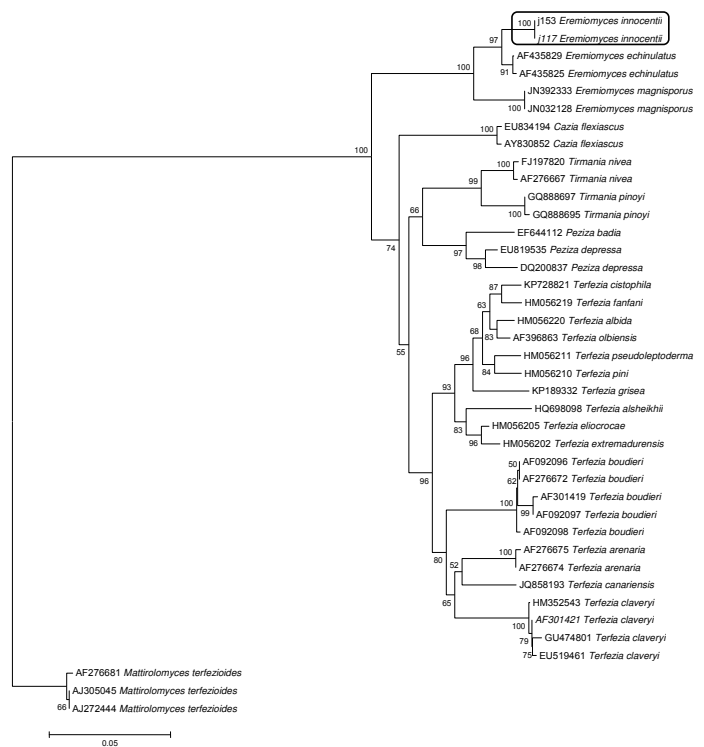 100
j153 Eremiomyces innocentii
j117 Eremiomyces innocentii
97
AF435829 Eremiomyces echinulatus
91
AF435825 Eremiomyces echinulatus
100
JN392333 Eremiomyces magnisporus
100
JN032128 Eremiomyces magnisporus
100
EU834194 Cazia flexiascus
100
AY830852 Cazia flexiascus
74
FJ197820 Tirmania nivea
100
AF276667 Tirmania nivea
99
GQ888697 Tirmania pinoyi
100
GQ888695 Tirmania pinoyi
66
EF644112 Peziza badia
97
EU819535 Peziza depressa
98
DQ200837 Peziza depressa
55
KP728821 Terfezia cistophila
87
HM056219 Terfezia fanfani
63
HM056220 Terfezia albida
83
AF396863 Terfezia olbiensis
68
HM056211 Terfezia pseudoleptoderma
84
HM056210 Terfezia pini
96
KP189332 Terfezia grisea
93
HQ698098 Terfezia alsheikhii
83
HM056205 Terfezia eliocrocae
96
HM056202 Terfezia extremadurensis
96
AF092096 Terfezia boudieri
50
AF276672 Terfezia boudieri
62
AF301419 Terfezia boudieri
99
AF092097 Terfezia boudieri
100
AF092098 Terfezia boudieri
80
AF276675 Terfezia arenaria
100
AF276674 Terfezia arenaria
52
JQ858193 Terfezia canariensis
65
HM352543 Terfezia claveryi
100
AF301421 Terfezia claveryi
79
GU474801 Terfezia claveryi
75
EU519461 Terfezia claveryi
AF276681 Mattirolomyces terfezioides
AJ305045 Mattirolomyces terfezioides
66
AJ272444 Mattirolomyces terfezioides
0.05